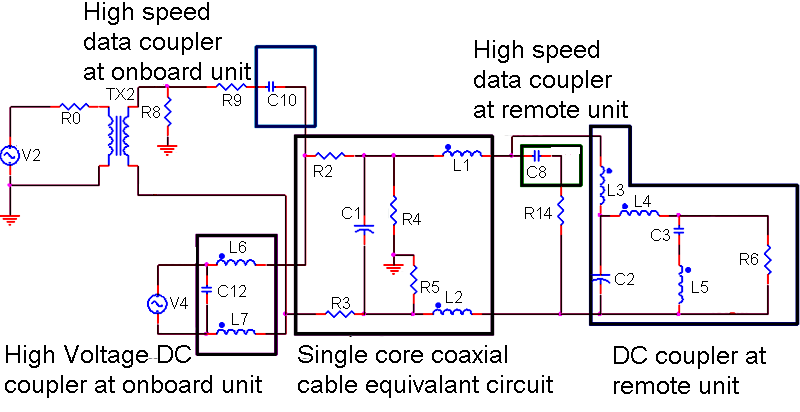 High speed
data coupler
at onboard unit
High speed
data coupler
at remote unit
TX2
R0
R8
R9
C10
V2
R2
L1
C8
L3
C1
R4
R14
L4
C3
L6
C12
V4
L7
R3
R5
L2
C2
L5
R6
High Voltage DC
coupler at onboard unit
Single core coaxial
cable equivalant circuit
DC coupler at
remote unit